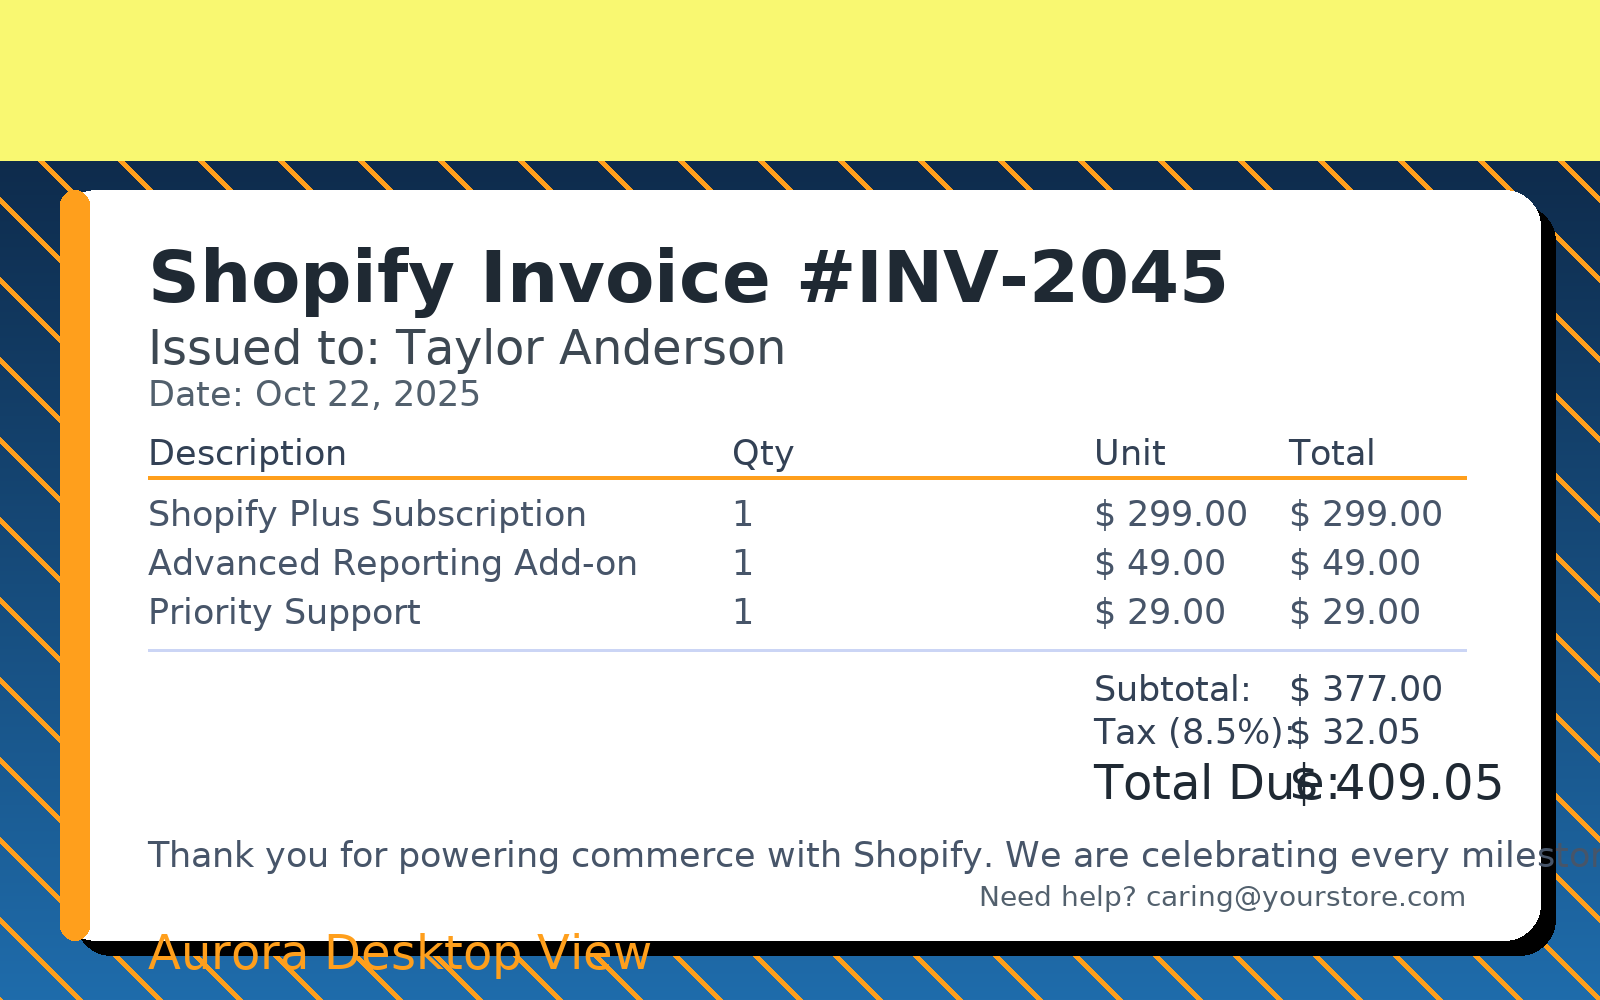 Shopify Invoice #INV-2045
Issued to: Taylor Anderson
Date: Oct 22, 2025
Description Qty Unit Total
Shopify Plus Subscription 1 $ 299.00 $ 299.00
Advanced Reporting Add-on 1 $ 49.00 $ 49.00
Priority Support 1 $ 29.00 $ 29.00
Subtotal: $ 377.00
Tax (8.5%): $ 32.05
Total Due: $ 409.05
Thank you for powering commerce with Shopify. We are celebrating every
Need help? caring@yourstore.com
Aurora Desktop View